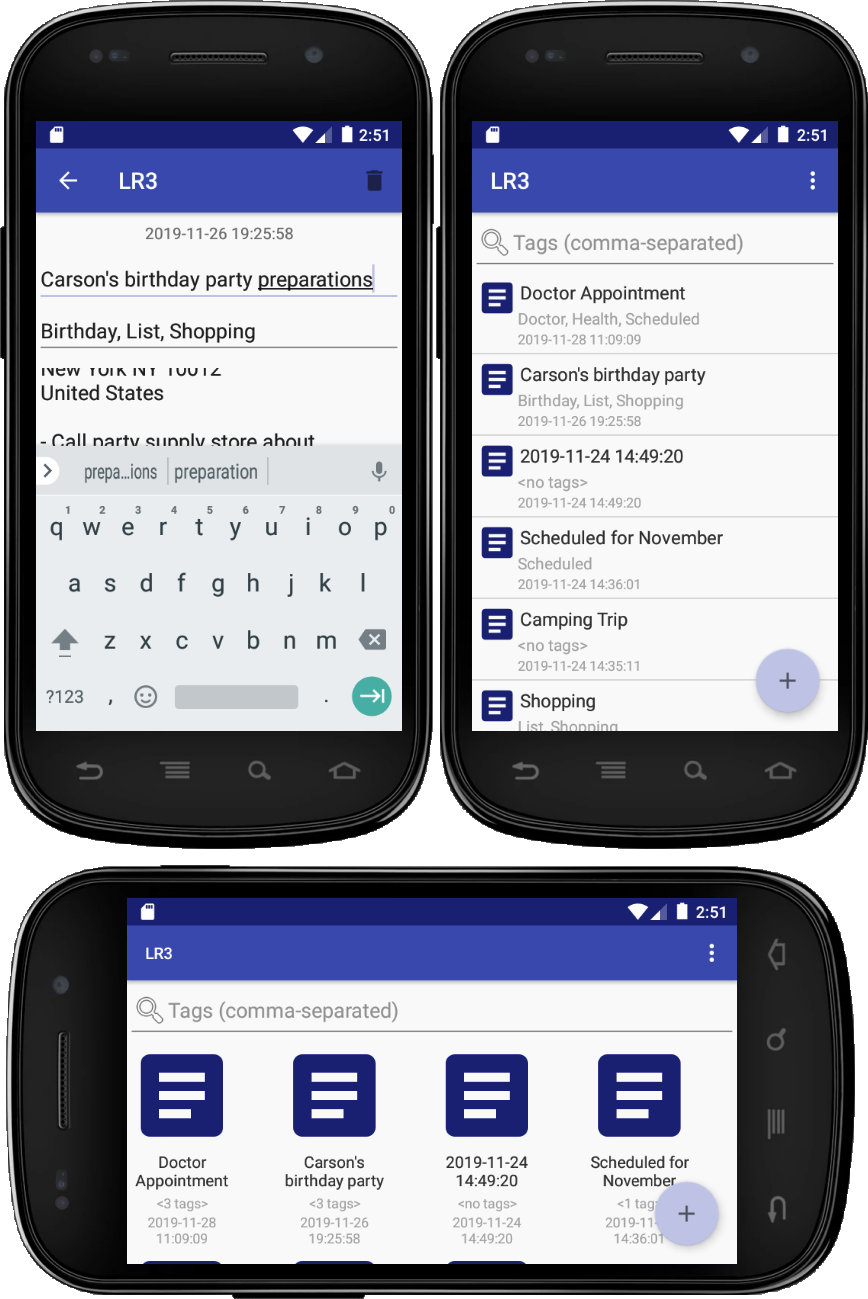 2:51
LR3
2019-11-26 19:25:58
Carson's birthday party preparations
Birthday, List, Shopping
New York NY 10012
United States
- Call party supply store about
prepa...ions preparation
1 2 3 4 5 6 7 8 9 0
q w e r t y u i o p
a s d f g h j k l
z x c v b n m
?123 , .
2:51
LR3
Tags (comma-separated)
Doctor Appointment
Doctor, Health, Scheduled
2019-11-28 11:09:09
Carson's birthday party
Birthday, List, Shopping
2019-11-26 19:25:58
2019-11-24 14:49:20
<no tags>
2019-11-24 14:49:20
Scheduled for November
Scheduled
2019-11-24 14:36:01
Camping Trip
<no tags>
2019-11-24 14:35:11
+
Shopping
List, Shopping
2:51
LR3
Tags (comma-separated)
Doctor
Appointment
<3 tags>
2019-11-28
11:09:09
Carson's
birthday party
<3 tags>
2019-11-26
19:25:58
2019-11-24
14:49:20
<no tags>
2019-11-24
14:49:20
Scheduled for
November
<1 tag
2019-11-
14:36:01
+